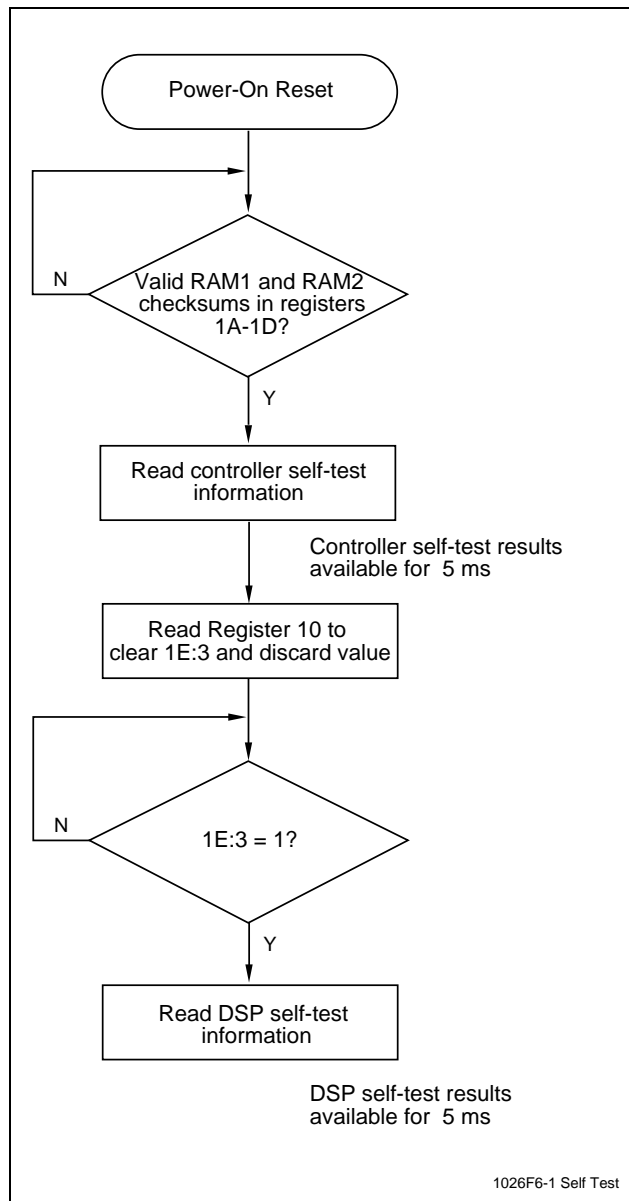 Power-On Reset
N
Valid RAM1 and RAM2
checksums in registers
1A-1D?
Y
Read controller self-test
information
Controller self-test results
available for 5 ms
Read Register 10 to
clear 1E:3 and discard value
N
1E:3 = 1?
Y
Read DSP self-test
information
DSP self-test results
available for 5 ms
1026F6-1 Self Test